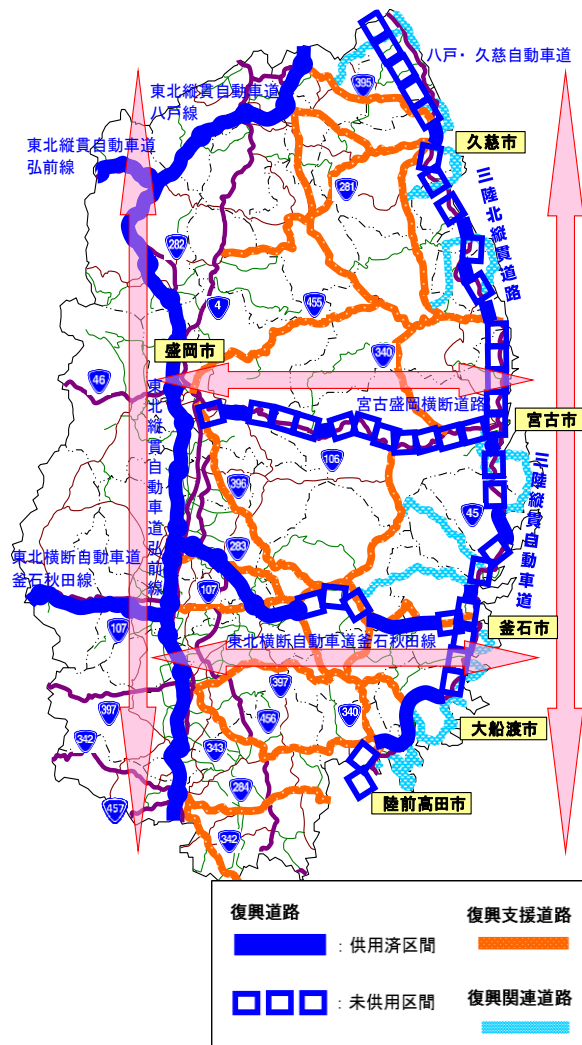 八戸・久慈自動車道
東北縦貫自動車道
八戸線
395
東北縦貫自動車道
弘前線
久慈市
281
三陸北縦貫道路
282
4
455
盛岡市
340
46
東北縦貫自動車道弘前線
宮古盛岡横断道路
宮古市
106
396
45
三陸縦貫自動車道
283
東北横断自動車道
釜石秋田線
107
107
釜石市
東北横断自動車道釜石秋田線
397
397
456
340
大船渡市
342
343
284
陸前高田市
457
342
復興道路
復興支援道路
：供用済区間
：未供用区間
復興関連道路